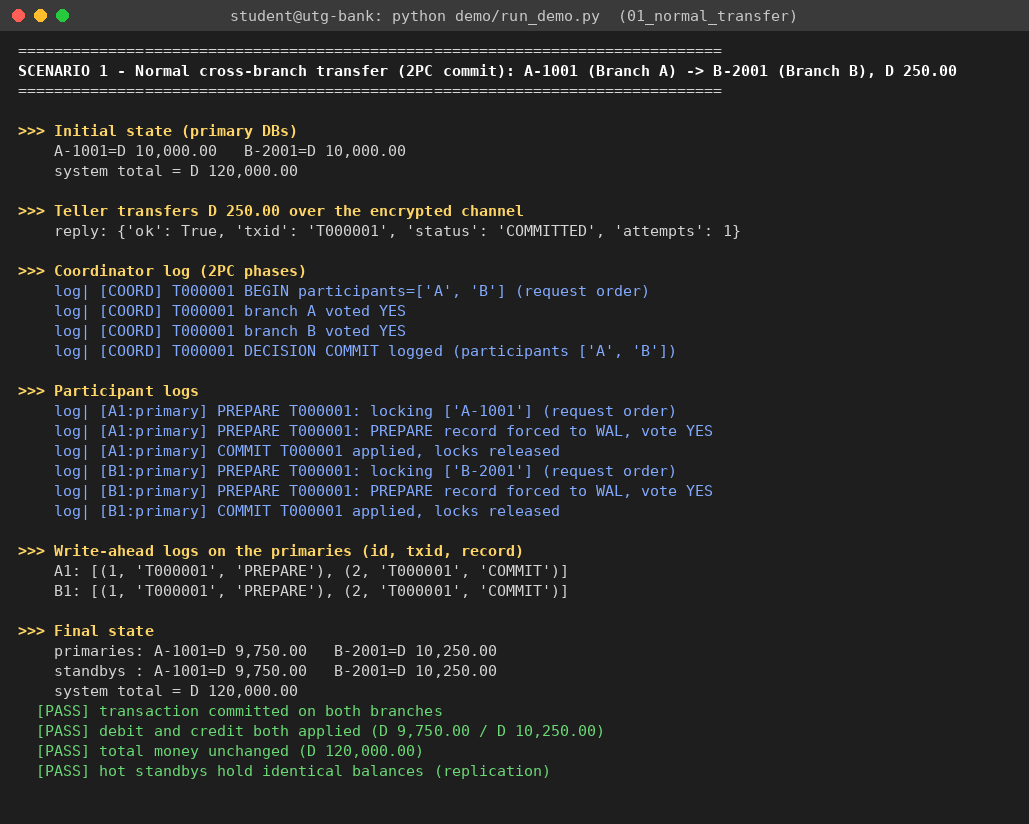 student@utg-bank: python demo/run_demo.py  (01_normal_transfer)
==============================================================================
SCENARIO 1 - Normal cross-branch transfer (2PC commit): A-1001 (Branch A) -> B-2001 (Branch B), D 250.00
==============================================================================
>>> Initial state (primary DBs)
    A-1001=D 10,000.00   B-2001=D 10,000.00
    system total = D 120,000.00
>>> Teller transfers D 250.00 over the encrypted channel
    reply: {'ok': True, 'txid': 'T000001', 'status': 'COMMITTED', 'attempts': 1}
>>> Coordinator log (2PC phases)
    log| [COORD] T000001 BEGIN participants=['A', 'B'] (request order)
    log| [COORD] T000001 branch A voted YES
    log| [COORD] T000001 branch B voted YES
    log| [COORD] T000001 DECISION COMMIT logged (participants ['A', 'B'])
>>> Participant logs
    log| [A1:primary] PREPARE T000001: locking ['A-1001'] (request order)
    log| [A1:primary] PREPARE T000001: PREPARE record forced to WAL, vote YES
    log| [A1:primary] COMMIT T000001 applied, locks released
    log| [B1:primary] PREPARE T000001: locking ['B-2001'] (request order)
    log| [B1:primary] PREPARE T000001: PREPARE record forced to WAL, vote YES
    log| [B1:primary] COMMIT T000001 applied, locks released
>>> Write-ahead logs on the primaries (id, txid, record)
    A1: [(1, 'T000001', 'PREPARE'), (2, 'T000001', 'COMMIT')]
    B1: [(1, 'T000001', 'PREPARE'), (2, 'T000001', 'COMMIT')]
>>> Final state
    primaries: A-1001=D 9,750.00   B-2001=D 10,250.00
    standbys : A-1001=D 9,750.00   B-2001=D 10,250.00
    system total = D 120,000.00
  [PASS] transaction committed on both branches
  [PASS] debit and credit both applied (D 9,750.00 / D 10,250.00)
  [PASS] total money unchanged (D 120,000.00)
  [PASS] hot standbys hold identical balances (replication)